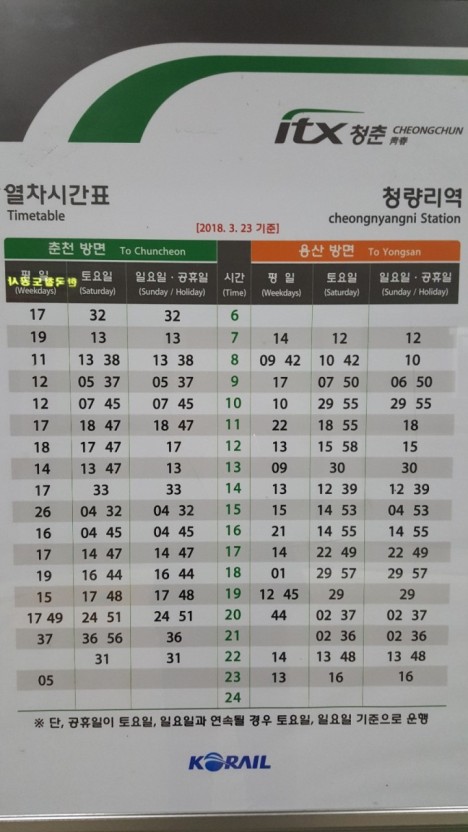 itx 청춘 CHEONGCHUN 靑春
열차시간표 청량리역
Timetable cheongnyangni Station
[2018. 3. 23 기준]
춘천 방면 To Chuncheon 용산 방면 To Yongsan
토요일 일요일 · 공휴일 시간 평 일 토요일 일요일 · 공휴일
(Weekdays) (Saturday) (Sunday / Holiday) (Time) (Weekdays) (Saturday) (Sunday / Holiday)
17 32 32 6
19 13 13 7 14 12 12
11 13 38 13 38 8 09 42 10 42 10
12 05 37 05 37 9 17 07 50 06 50
12 07 45 07 45 10 10 29 55 29 55
17 18 47 18 47 11 22 18 55 18
18 17 47 17 12 13 15 58 15
14 13 47 13 13 09 30 30
17 33 33 14 13 12 39 12 39
26 04 32 04 32 15 15 14 53 04 53
16 04 45 04 45 16 21 14 55 14 55
17 14 47 14 47 17 14 22 49 22 49
19 16 44 16 44 18 01 29 57 29 57
15 17 48 17 48 19 12 45 29 29
17 49 24 51 24 51 20 44 02 37 02 37
37 36 56 36 21 02 36 02 36
31 31 22 14 13 48 13 48
05 23 13 16 16
24
※ 단, 공휴일이 토요일, 일요일과 연속될 경우 토요일, 일요일 기준으로 운행
KORAIL